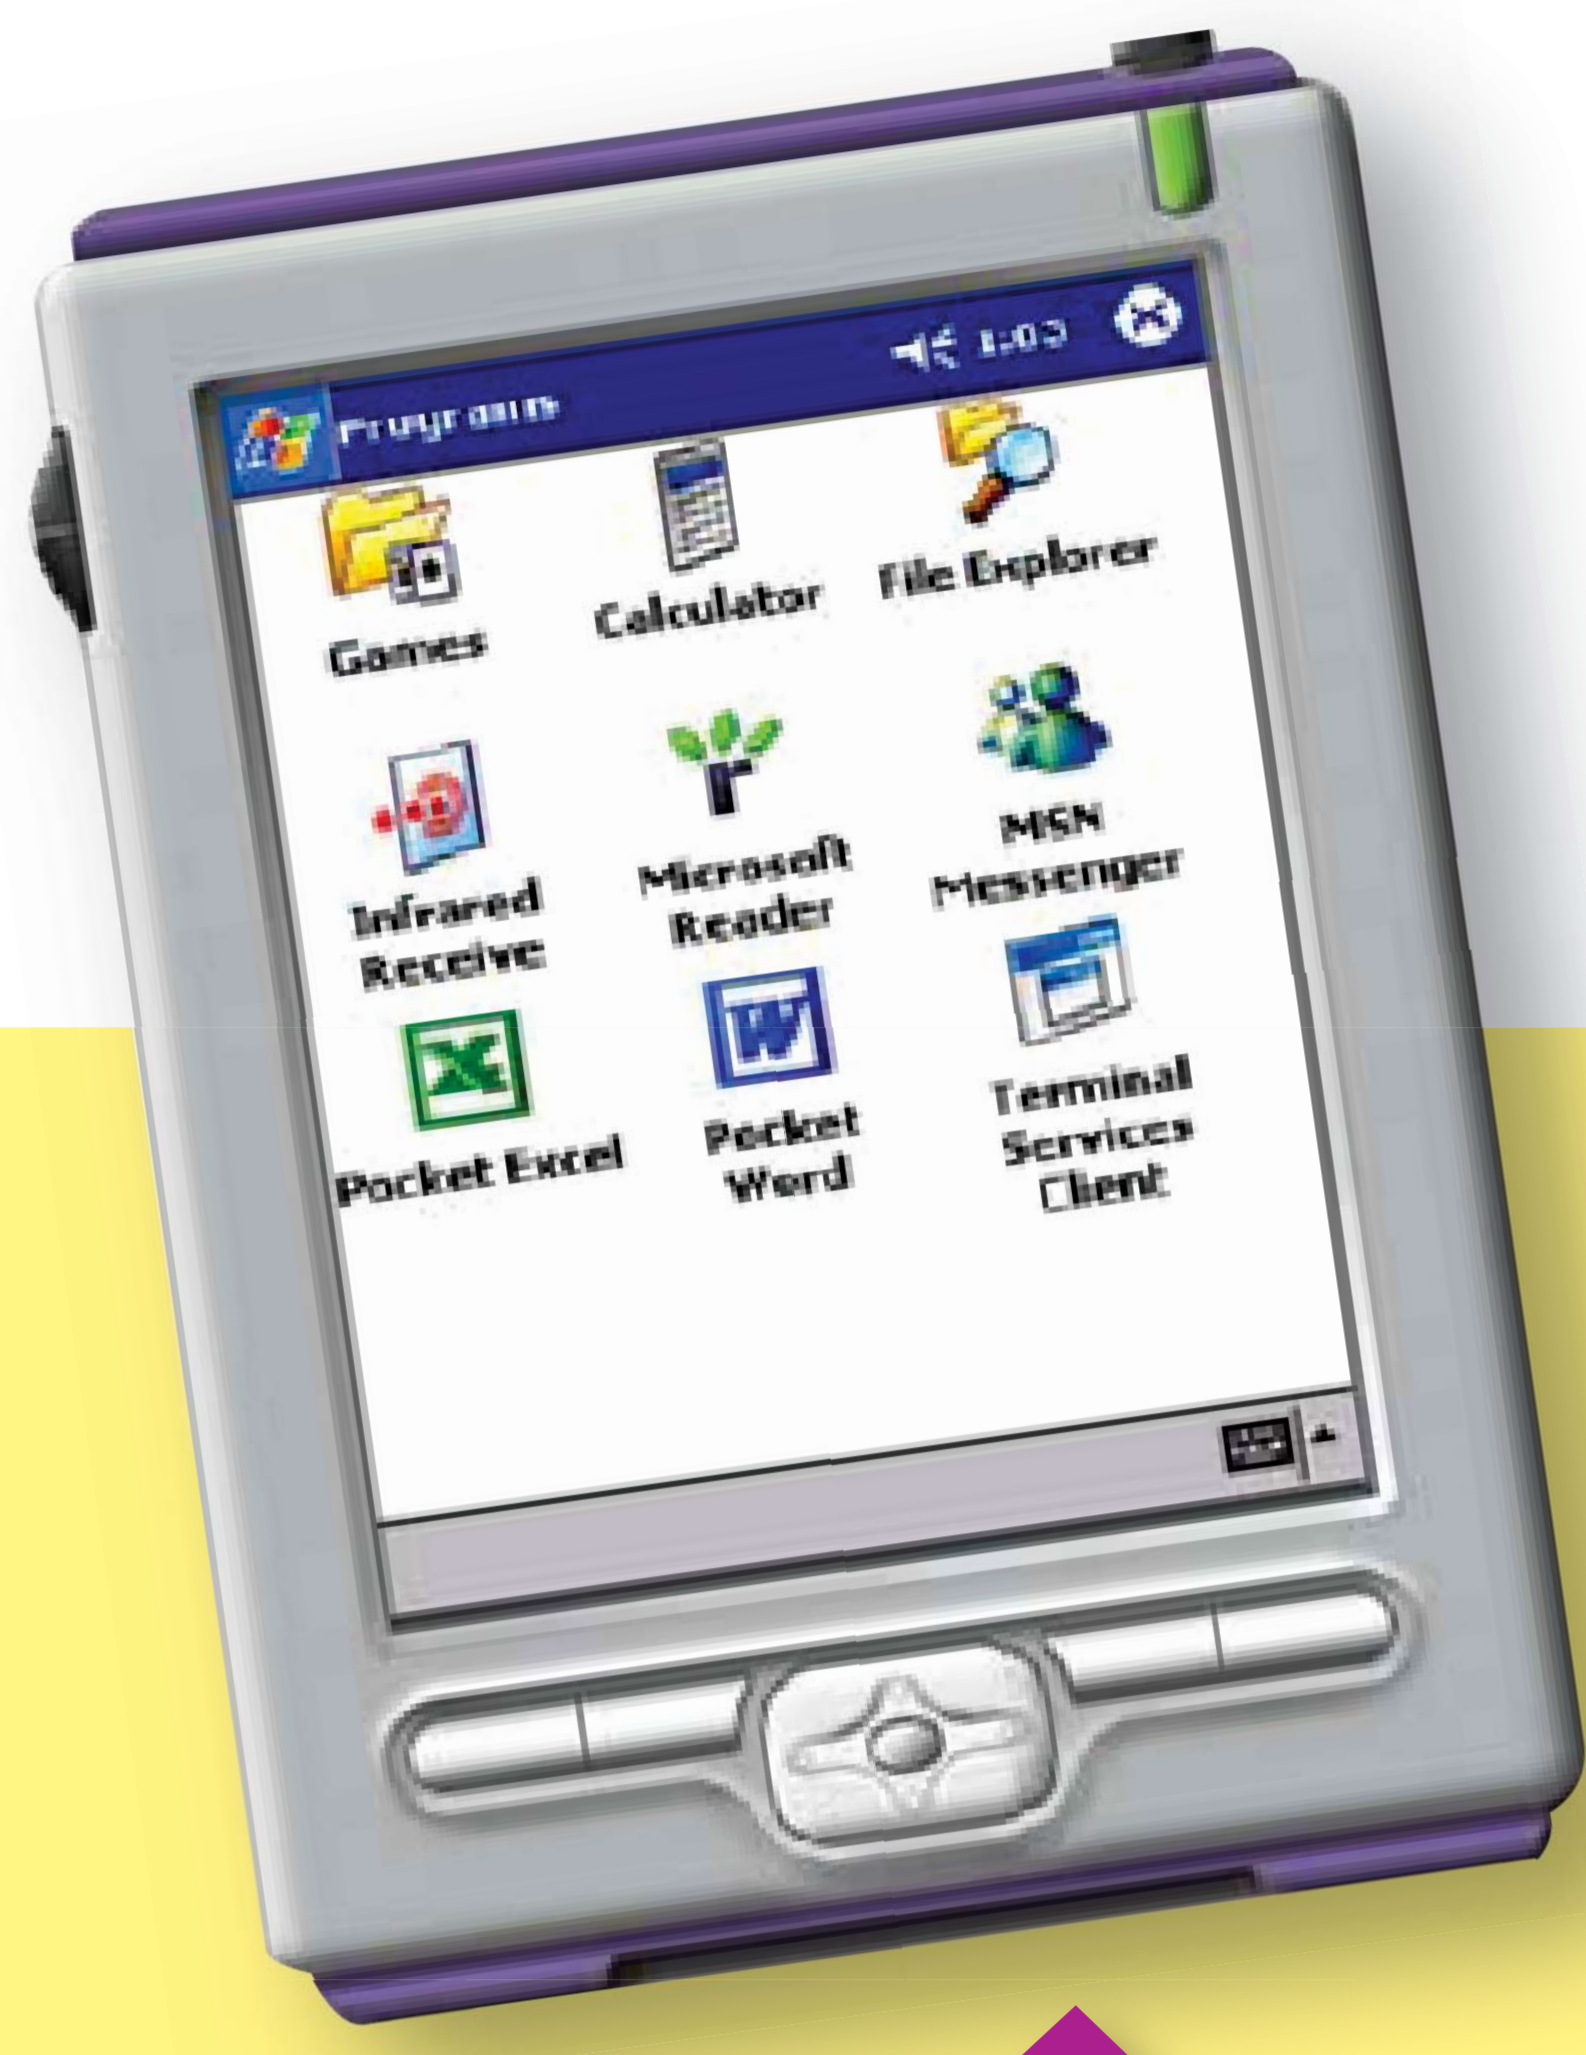 Programs
1:03
Games
Calculator
File Explorer
Infrared
Receive
Microsoft
Reader
MSN
Messenger
Pocket Excel
Pocket
Word
Terminal
Services
Client